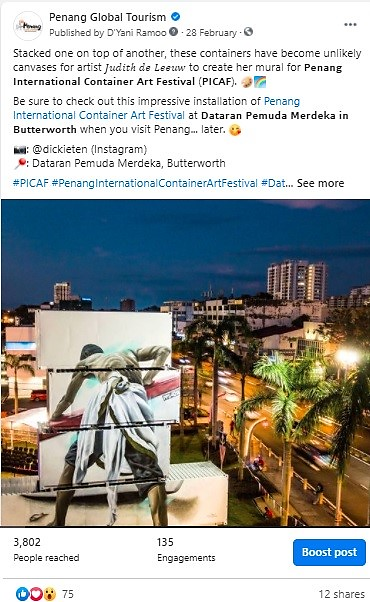 Penang Global Tourism
Published by D'Yani Ramoo · 28 February ·
Stacked one on top of another, these containers have become unlikely
canvases for artist 𝐽𝑢𝑑𝑖𝑡ℎ 𝑑𝑒 𝐿𝑒𝑒𝑢𝑤 to create her mural for 𝗣𝗲𝗻𝗮𝗻𝗴
𝗜𝗻𝘁𝗲𝗿𝗻𝗮𝘁𝗶𝗼𝗻𝗮𝗹 𝗖𝗼𝗻𝘁𝗮𝗶𝗻𝗲𝗿 𝗔𝗿𝘁 𝗙𝗲𝘀𝘁𝗶𝘃𝗮𝗹 (𝗣𝗜𝗖𝗔𝗙).
Be sure to check out this impressive installation of Penang
International Container Art Festival at 𝗗𝗮𝘁𝗮𝗿𝗮𝗻 𝗣𝗲𝗺𝘂𝗱𝗮 𝗠𝗲𝗿𝗱𝗲𝗸𝗮 𝗶𝗻
𝗕𝘂𝘁𝘁𝗲𝗿𝘄𝗼𝗿𝘁𝗵 when you visit Penang... later.
📷: @dickieten (Instagram)
📍: Dataran Pemuda Merdeka, Butterworth
#PICAF #PenangInternationalContainerArtFestival #Dat... See more
3,802
People reached
135
Engagements
Boost post
75
12 shares